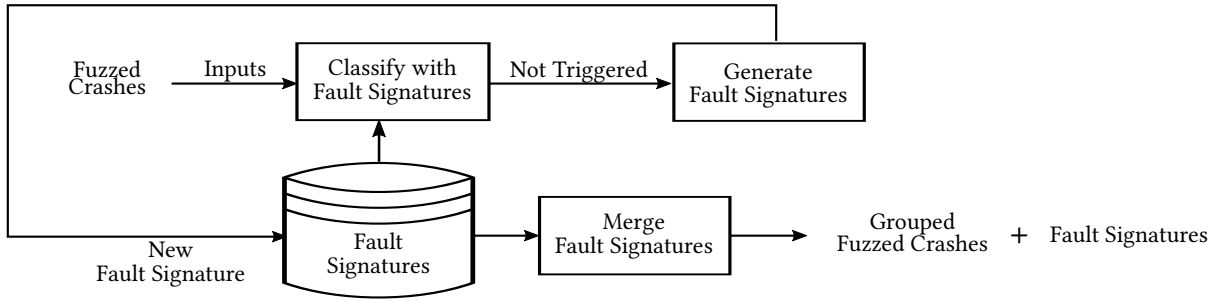 Fuzzed
Crashes
Inputs
Classify with
Fault Signatures
Not Triggered
Generate
Fault Signatures
New
Fault Signature
Fault
Signatures
Merge
Fault Signatures
Grouped
Fuzzed Crashes
+
Fault Signatures